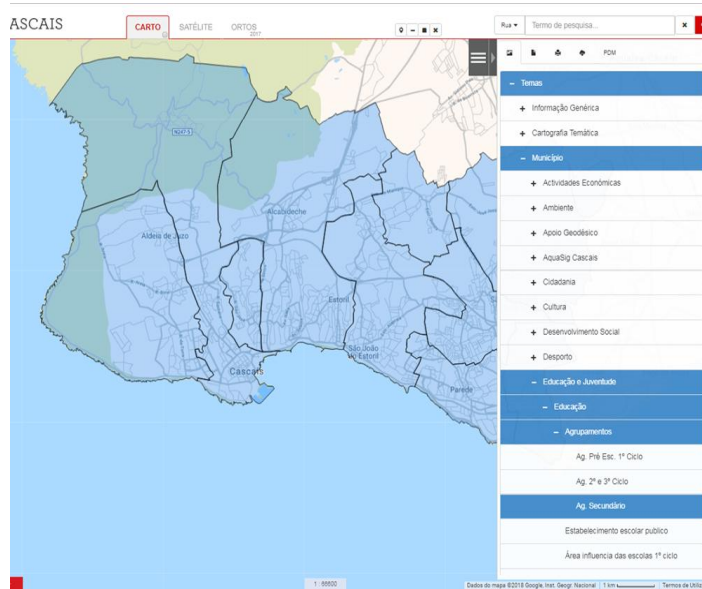 ASCAIS
CARTO
SATÉLITE
ORTOS
2017
Rua
Termo de pesquisa...
PDM
Temas
Informação Genérica
Cartografia Temática
Município
Actividades Económicas
Ambiente
Apoio Geodésico
AquaSig Cascais
Cidadania
Cultura
Desenvolvimento Social
Desporto
Educação e Juventude
Educação
Agrupamentos
Ag. Pré Esc. 1º Ciclo
Ag. 2º e 3º Ciclo
Ag. Secundário
Estabelecimento escolar publico
Área influencia das escolas 1º ciclo
N247-5
Alcabideche
Aldeia de Juzo
Estoril
São João
do Estoril
Cascais
Parede
Dados do mapa ©2018 Google, Inst. Geogr. Nacional
1 km
Termos de Utiliz